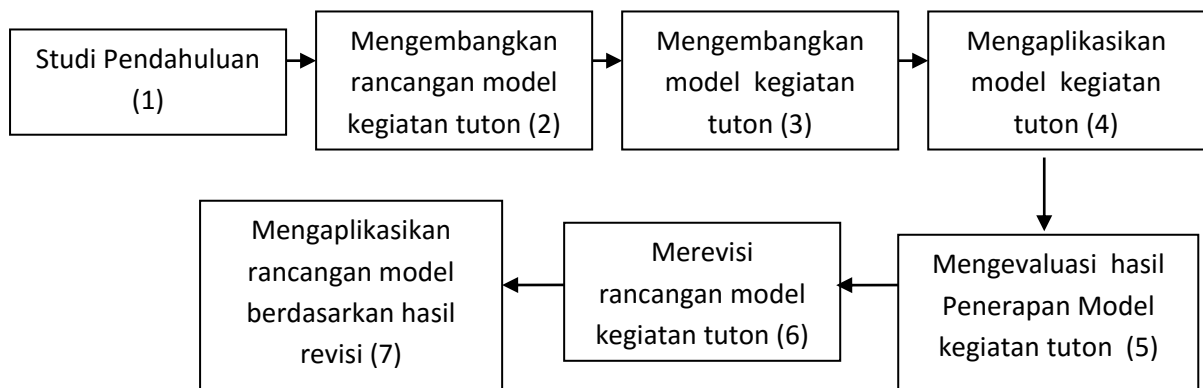 Studi Pendahuluan
(1)
Mengembangkan
rancangan model
kegiatan tuton (2)
Mengembangkan
model kegiatan
tuton (3)
Mengaplikasikan
model kegiatan
tuton (4)
Mengevaluasi hasil
Penerapan Model
kegiatan tuton (5)
Merevisi
rancangan model
kegiatan tuton (6)
Mengaplikasikan
rancangan model
berdasarkan hasil
revisi (7)